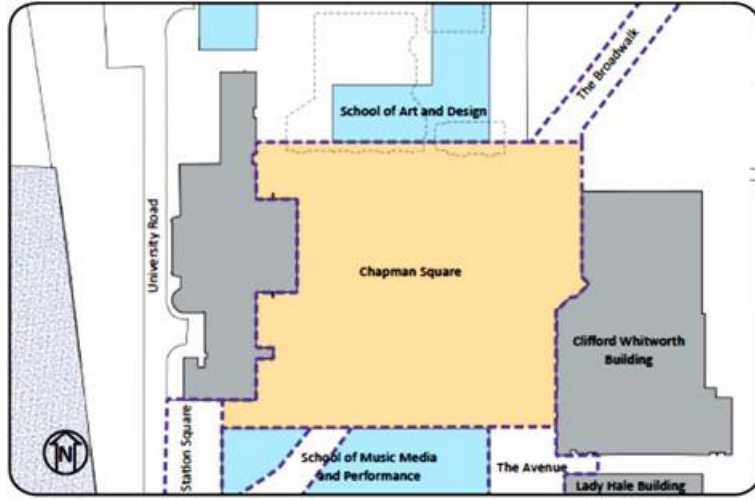 The Broadwalk
School of Art and Design
University Road
Chapman Square
Clifford Whitworth
Building
Station Square
School of Music Media
and Performance
The Avenue
Lady Hale Building
N